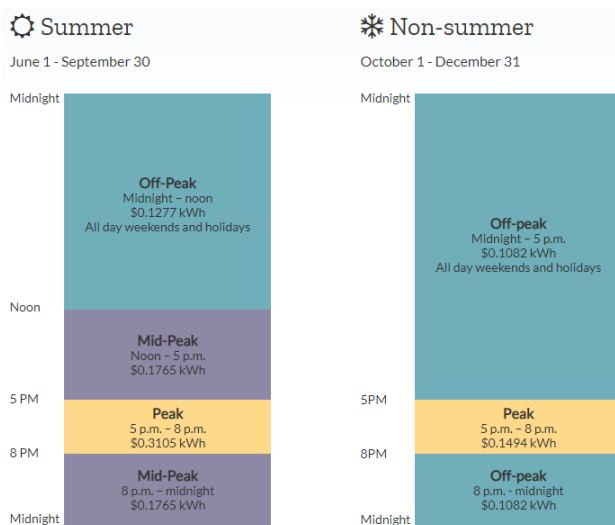 Summer
June 1 - September 30
Midnight
Off-Peak
Midnight – noon
$0.1277 kWh
All day weekends and holidays
Noon
Mid-Peak
Noon – 5 p.m.
$0.1765 kWh
5 PM
Peak
5 p.m. – 8 p.m.
$0.3105 kWh
8 PM
Mid-Peak
8 p.m. – midnight
$0.1765 kWh
Midnight
Non-summer
October 1 - December 31
Midnight
Off-peak
Midnight – 5 p.m.
$0.1082 kWh
All day weekends and holidays
5PM
Peak
5 p.m. – 8 p.m.
$0.1494 kWh
8PM
Off-peak
8 p.m. - midnight
$0.1082 kWh
Midnight